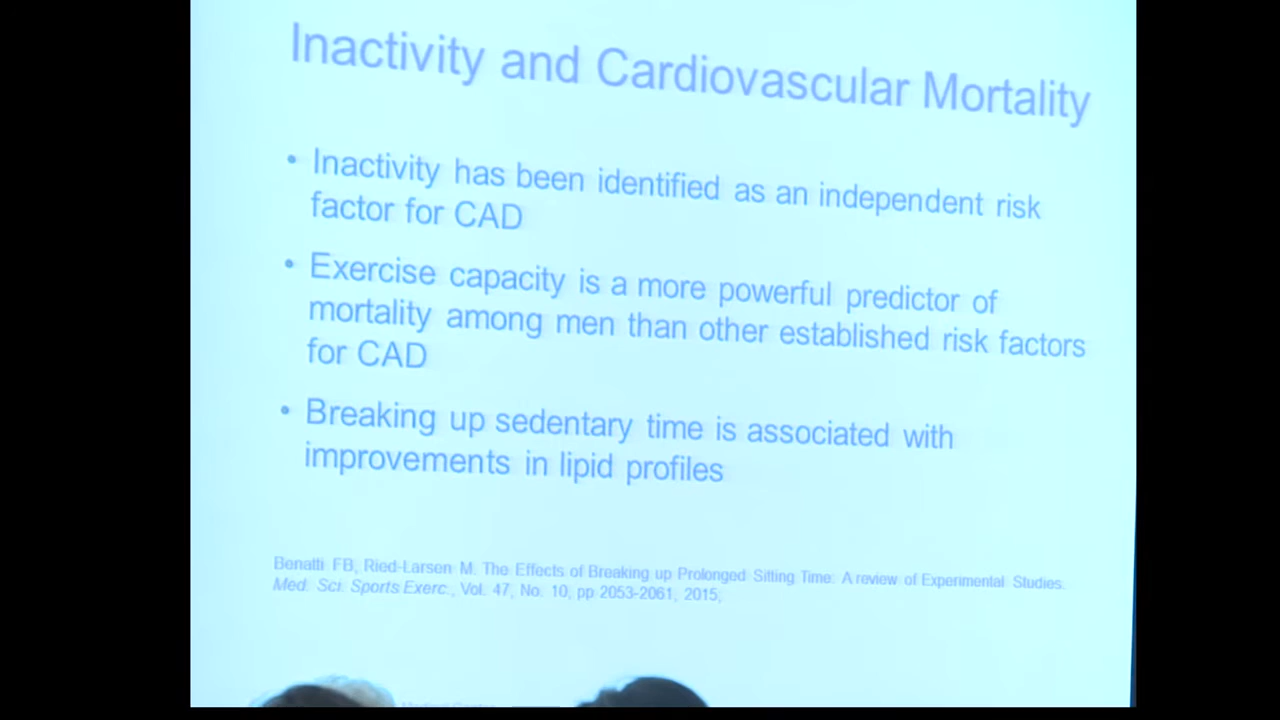 Inactivity and Cardiovascular Mortality
• Inactivity has been identified as an independent risk
factor for CAD
• Exercise capacity is a more powerful predictor of
mortality among men than other established risk factors
for CAD
• Breaking up sedentary time is associated with
improvements in lipid profiles
Benatti FB, Ried-Larsen M. The Effects of Breaking up Prolonged Sitting Time: A review of Experimental Studies.
Med. Sci. Sports Exerc., Vol. 47, No. 10, pp 2053-2061, 2015;